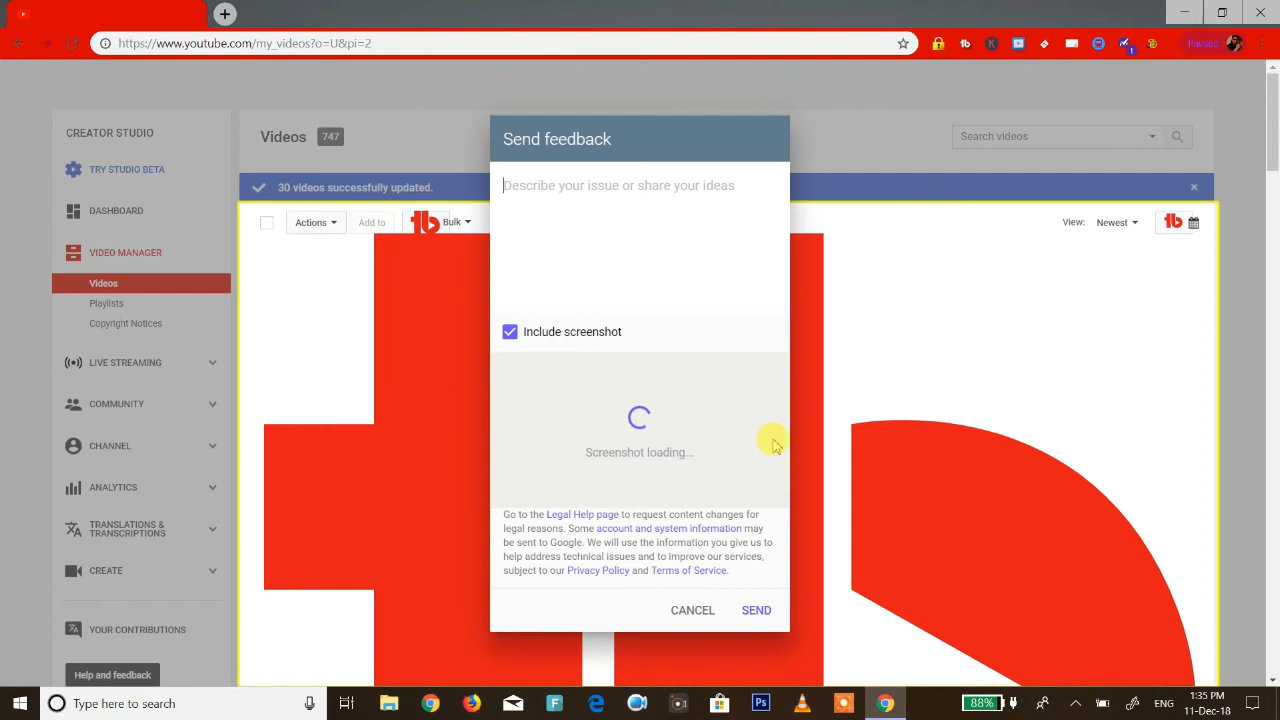 https://www.youtube.com/my_videos?o=U&pi=2
1
Paused
CREATOR STUDIO
TRY STUDIO BETA
DASHBOARD
VIDEO MANAGER
Videos
Playlists
Copyright Notices
LIVE STREAMING
COMMUNITY
CHANNEL
ANALYTICS
TRANSLATIONS &
TRANSCRIPTIONS
CREATE
YOUR CONTRIBUTIONS
Help and feedback
Videos 747
Search videos
30 videos successfully updated.
Actions Add to tb Bulk
View: Newest tb
Send feedback
Describe your issue or share your ideas
Include screenshot
Screenshot loading...
Go to the Legal Help page to request content changes for
legal reasons. Some account and system information may
be sent to Google. We will use the information you give us to
help address technical issues and to improve our services,
subject to our Privacy Policy and Terms of Service.
CANCEL SEND
Type here to search
88%
ENG
1:35 PM
11-Dec-18